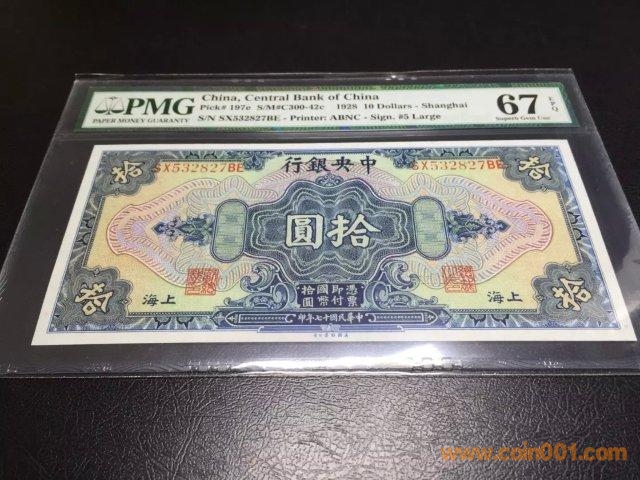 PMG
PAPER MONEY GUARANTY
China, Central Bank of China
Pick# 197e S/M#C300-42c 1928 10 Dollars - Shanghai
S/N SX532827BE - Printer: ABNC - Sign. #5 Large
67 EPQ
Superb Gem Unc
拾 行銀央中 拾
SX532827BE SX532827BE
圓拾
海上 海上
拾國即憑
圓幣付票
拾 印年七十國民華中 拾
www.coin001.com